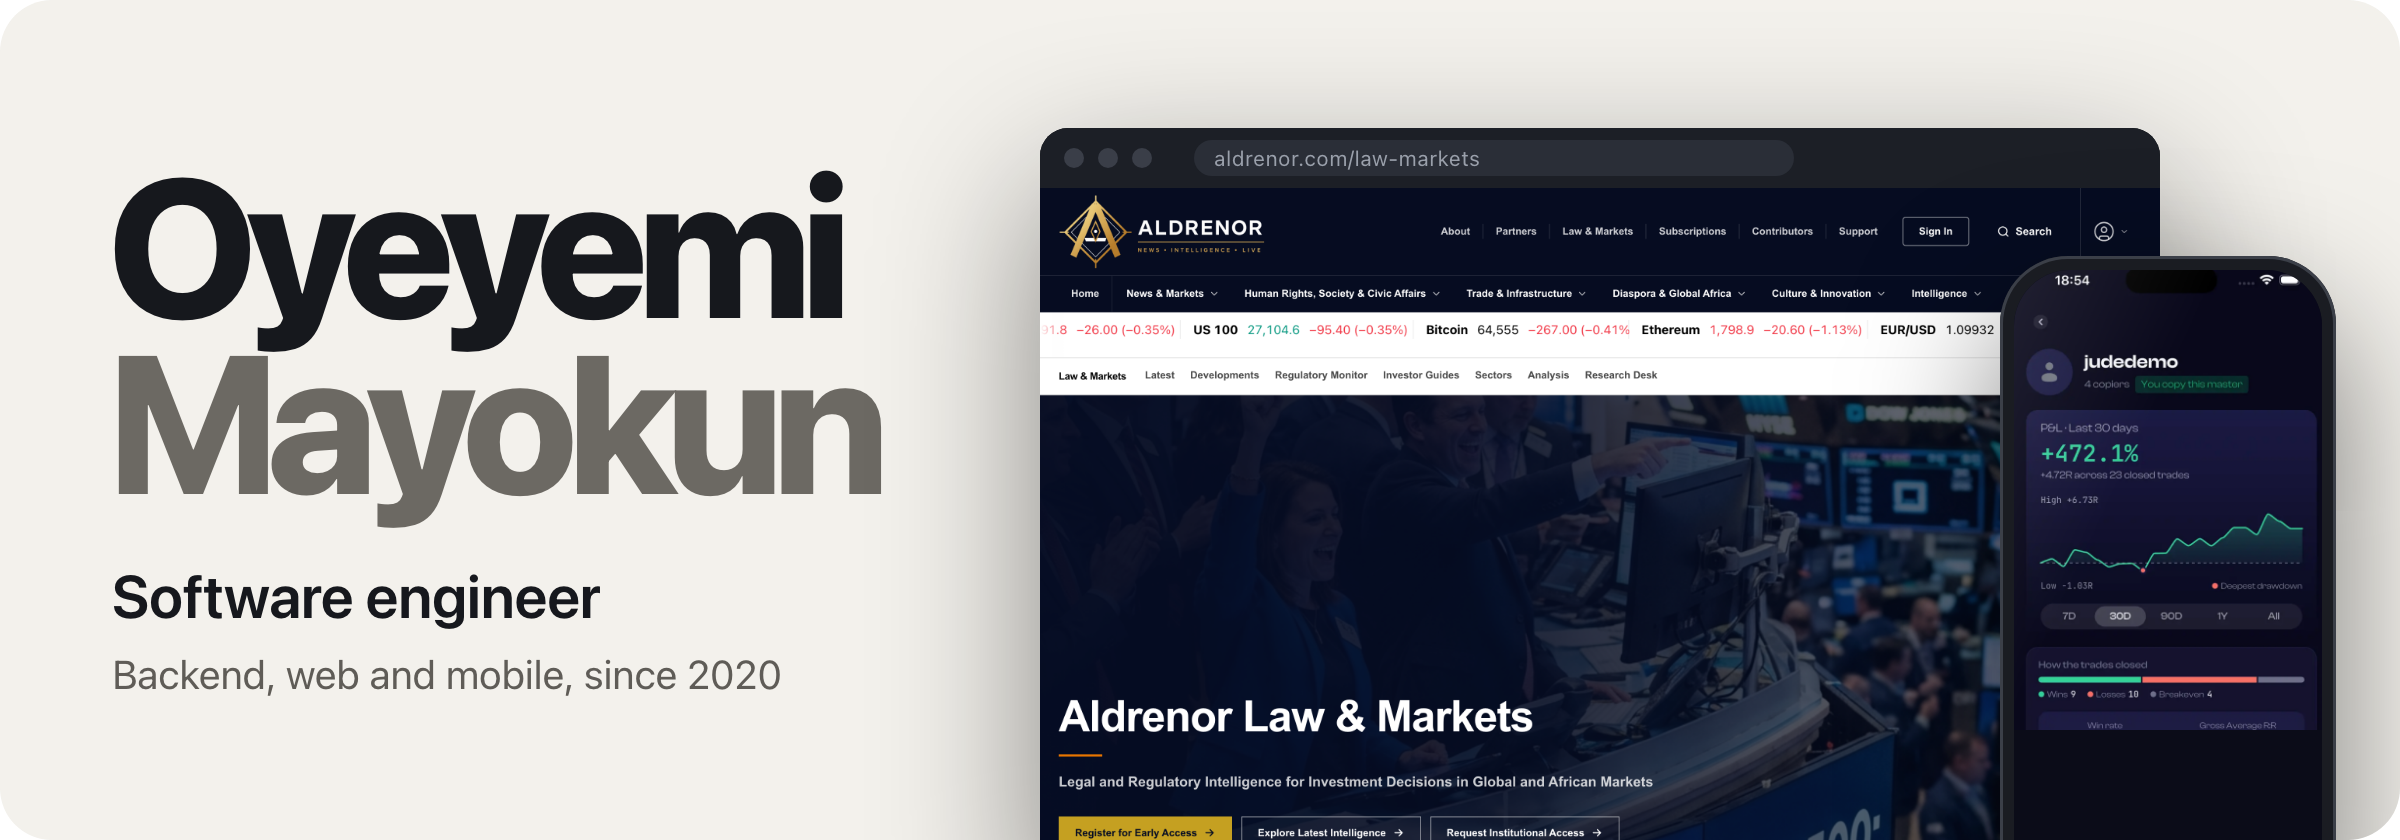 Oyeyemi
Mayokun
Software engineer
Backend, web and mobile, since 2020
aldrenor.com/law-markets
ALDRENOR
NEWS • INTELLIGENCE • LIVE
About Partners Law & Markets Subscriptions Contributors Support Sign In Search
Home News & Markets Human Rights, Society & Civic Affairs Trade & Infrastructure Diaspora & Global Africa Culture & Innovation Intelligence
91.8 −26.00 (−0.35%) US 100 27,104.6 −95.40 (−0.35%) Bitcoin 64,555 −267.00 (−0.41% Ethereum 1,798.9 −20.60 (−1.13%) EUR/USD 1.09932
Law & Markets Latest Developments Regulatory Monitor Investor Guides Sectors Analysis Research Desk
NYSE
DOW JONES
Aldrenor Law & Markets
Legal and Regulatory Intelligence for Investment Decisions in Global and African Markets
Register for Early Access → Explore Latest Intelligence → Request Institutional Access →
18:54
judedemo
4 copiers You copy this master
P&L · Last 30 days
+472.1%
+4.72R across 23 closed trades
High +6.73R
Low -1.03R Deepest drawdown
7D 30D 90D 1Y All
How the trades closed
Wins 9 Losses 10 Breakeven 4
Win rate Gross Average RR